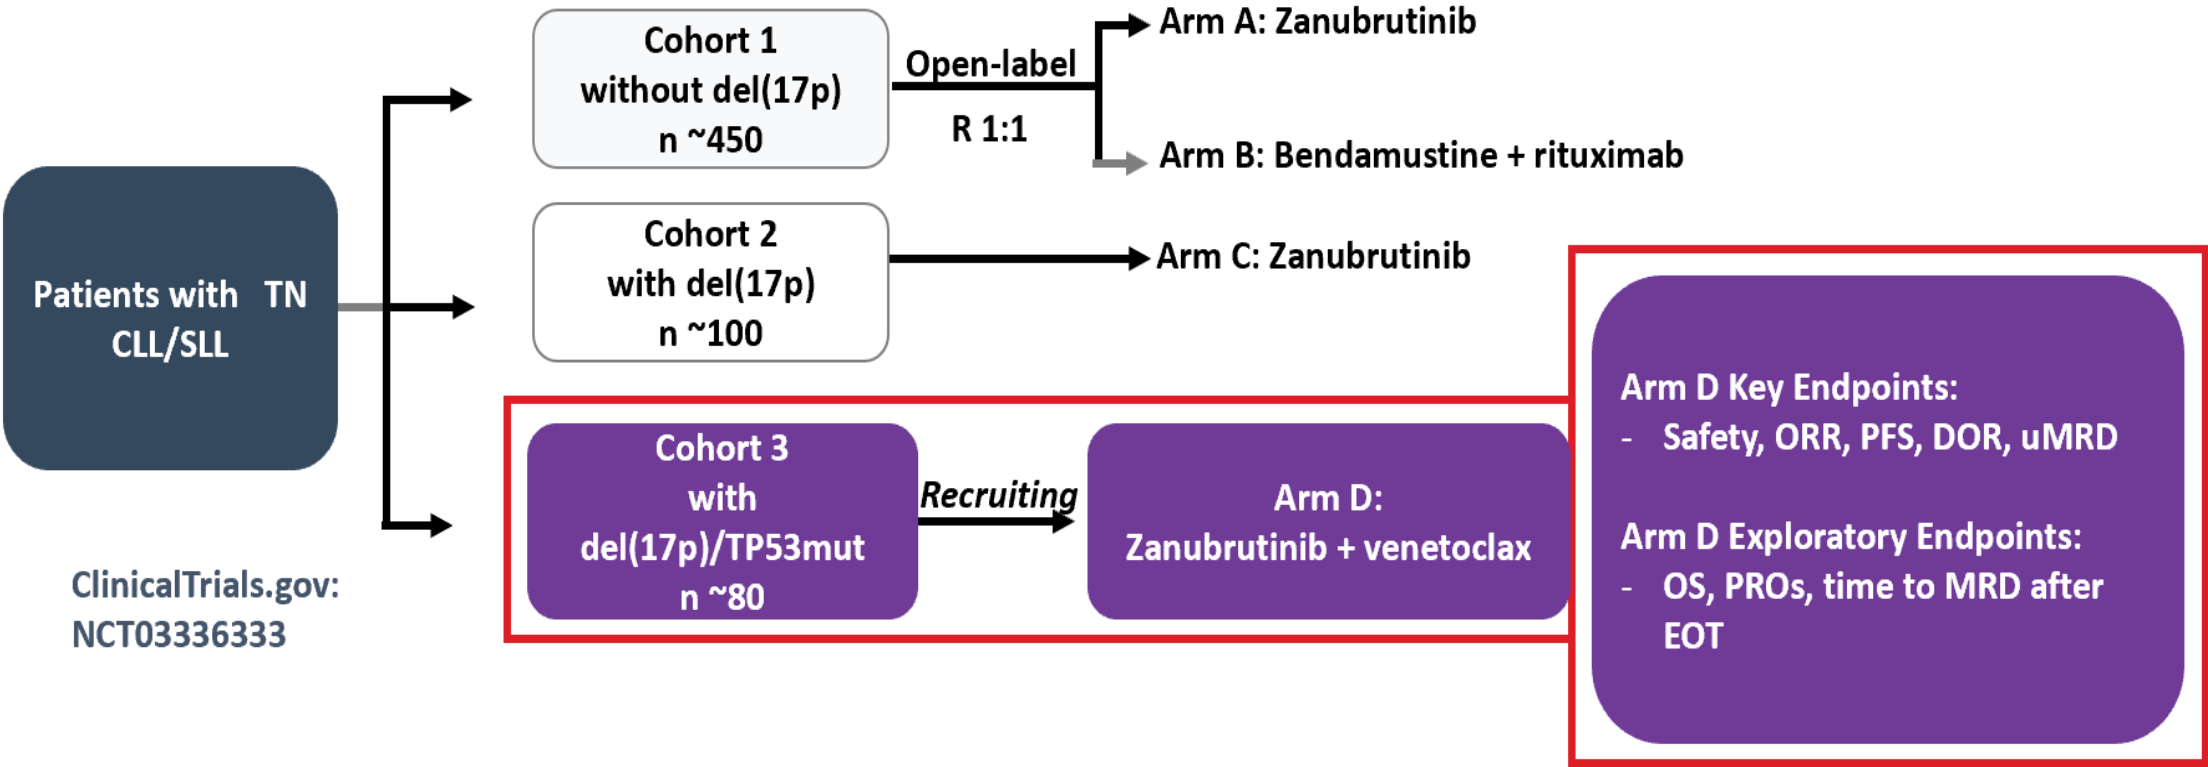 Patients with TN
CLL/SLL
ClinicalTrials.gov:
NCT03336333
Cohort 1
without del(17p)
n ~450
Open-label
R 1:1
Arm A: Zanubrutinib
Arm B: Bendamustine + rituximab
Cohort 2
with del(17p)
n ~100
Arm C: Zanubrutinib
Cohort 3
with
del(17p)/TP53mut
n ~80
Recruiting
Arm D:
Zanubrutinib + venetoclax
Arm D Key Endpoints:
- Safety, ORR, PFS, DOR, uMRD
Arm D Exploratory Endpoints:
- OS, PROs, time to MRD after
EOT